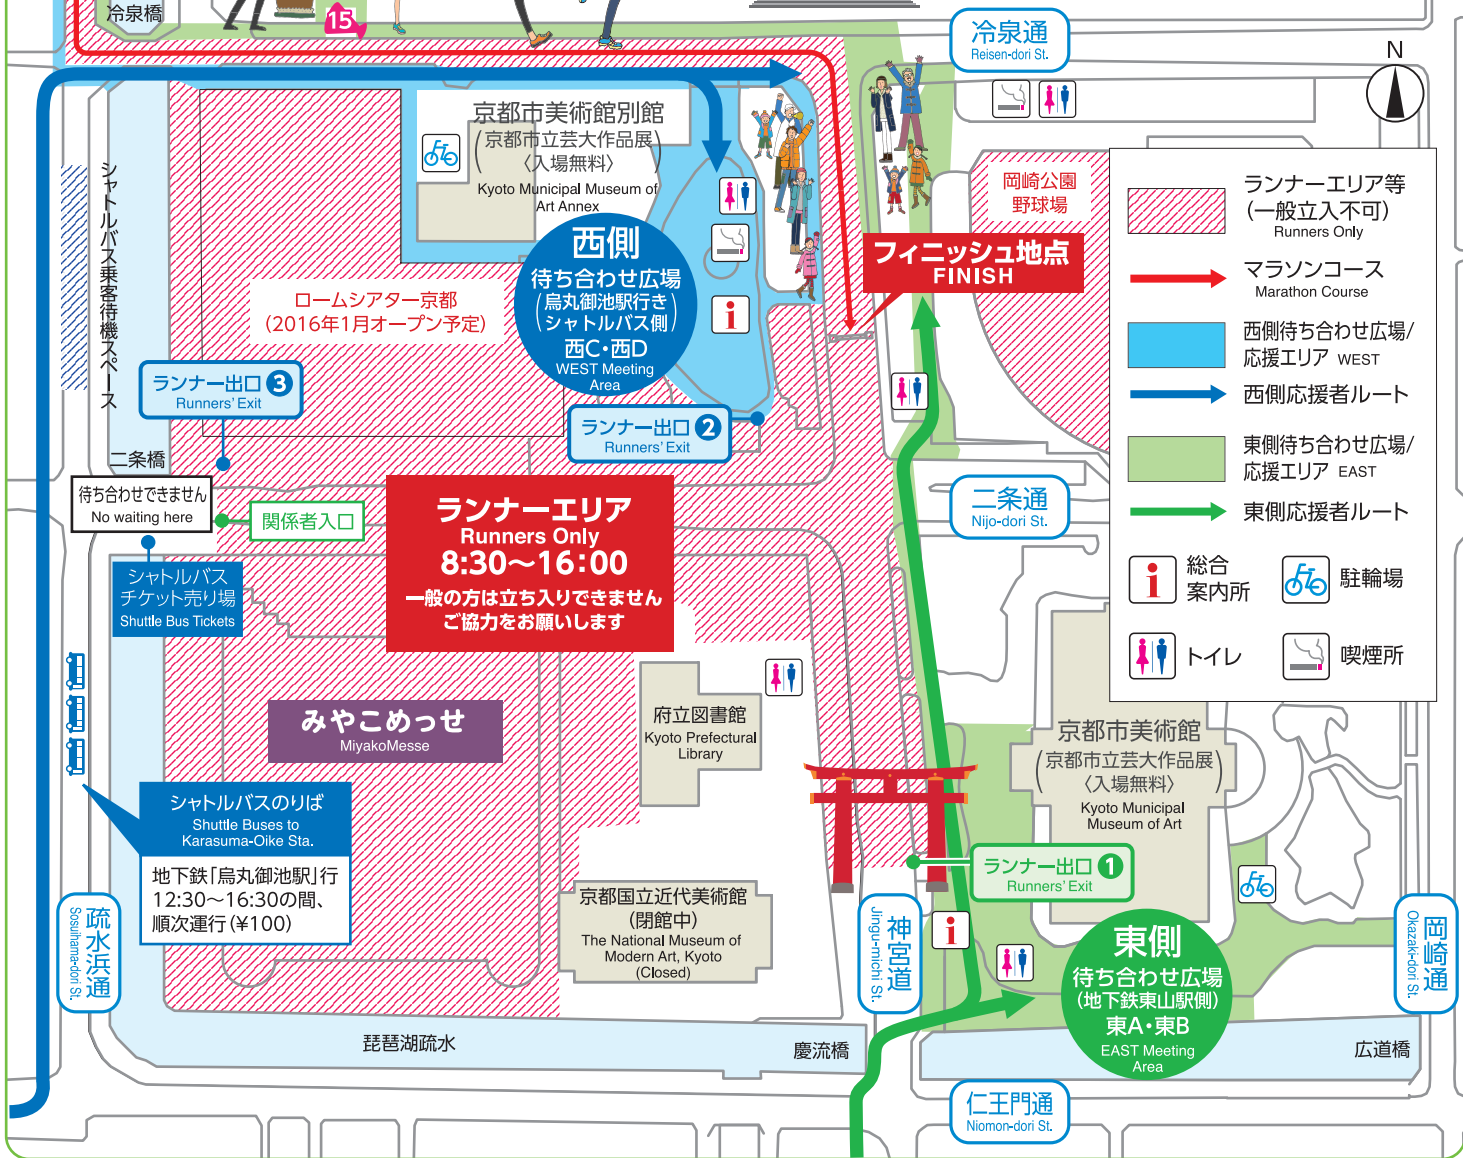 冷泉橋
15
冷泉通
Reisen-dori St.
N
京都市美術館別館
(京都市立芸大作品展
〈入場無料〉)
Kyoto Municipal Museum of
Art Annex
シャトルバス乗客待機スペース
岡崎公園
野球場
西側
待ち合わせ広場
(烏丸御池駅行き
シャトルバス側)
西C・西D
WEST Meeting
Area
フィニッシュ地点
FINISH
ロームシアター京都
(2016年1月オープン予定)
ランナー出口 3
Runners' Exit
ランナー出口 2
Runners' Exit
二条橋
待ち合わせできません
No waiting here
関係者入口
シャトルバス
チケット売り場
Shuttle Bus Tickets
ランナーエリア
Runners Only
8:30〜16:00
一般の方は立ち入りできません
ご協力をお願いします
二条通
Nijo-dori St.
ランナーエリア等
(一般立入不可)
Runners Only
マラソンコース
Marathon Course
西側待ち合わせ広場/
応援エリア WEST
西側応援者ルート
東側待ち合わせ広場/
応援エリア EAST
東側応援者ルート
i 総合
案内所
駐輪場
トイレ
喫煙所
みやこめっせ
MiyakoMesse
府立図書館
Kyoto Prefectural
Library
京都市美術館
(京都市立芸大作品展
〈入場無料〉)
Kyoto Municipal
Museum of Art
シャトルバスのりば
Shuttle Buses to
Karasuma-Oike Sta.
地下鉄「烏丸御池駅」行
12:30〜16:30の間、
順次運行(¥100)
疏水浜通
Sosuihama-dori St.
京都国立近代美術館
(閉館中)
The National Museum of
Modern Art, Kyoto
(Closed)
ランナー出口 1
Runners' Exit
神宮道
Jingu-michi St.
i
i
東側
待ち合わせ広場
(地下鉄東山駅側)
東A・東B
EAST Meeting
Area
岡崎通
Okazaki-dori St.
琵琶湖疏水
慶流橋
広道橋
仁王門通
Niomon-dori St.